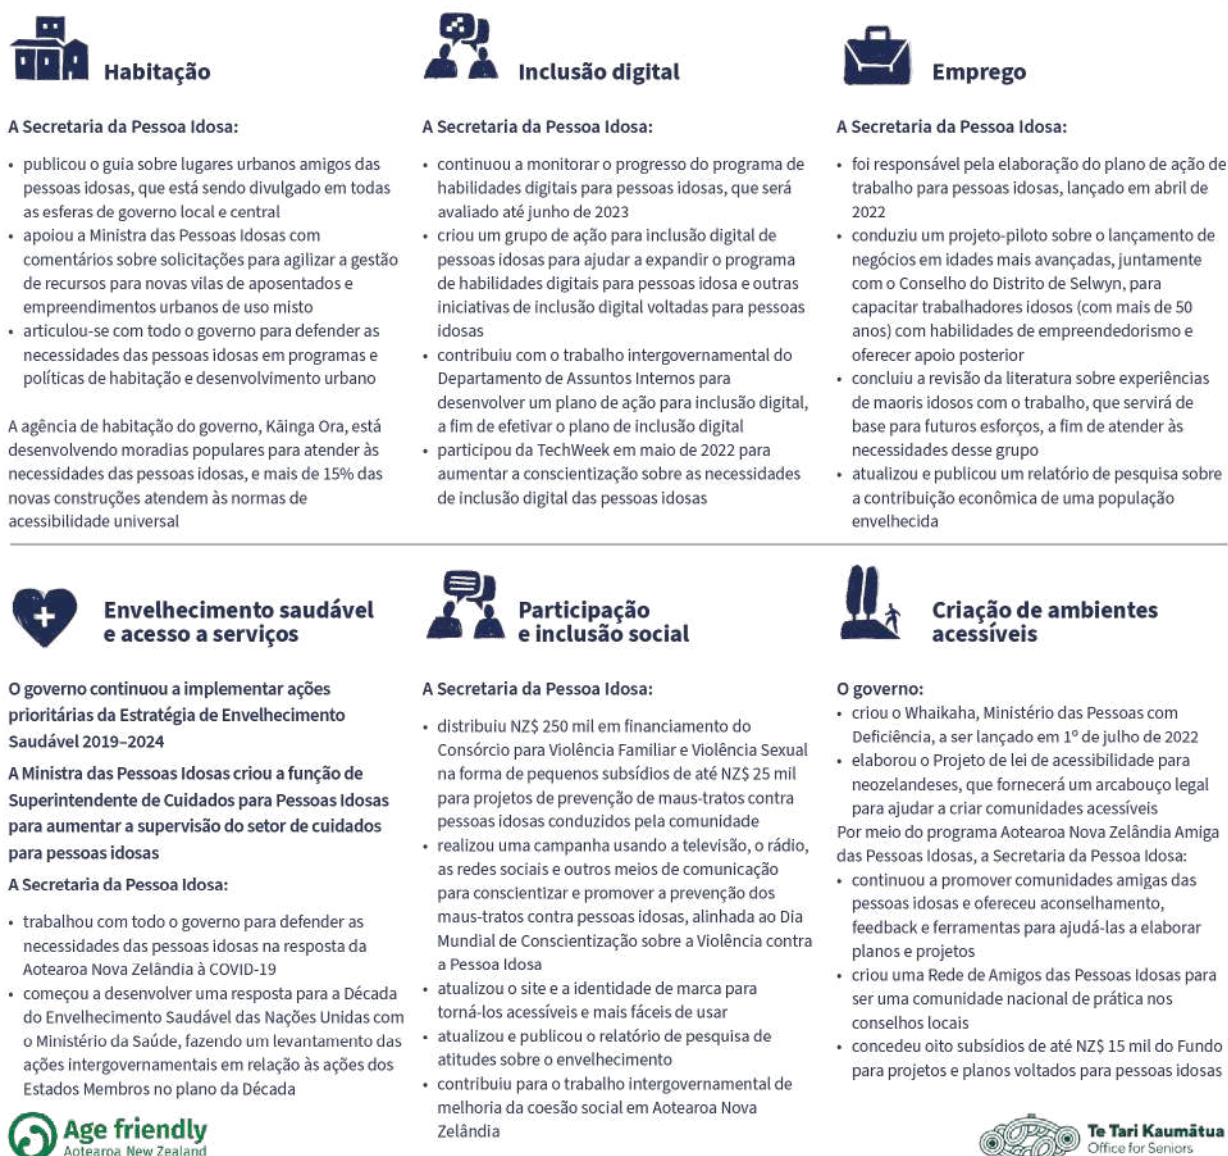 Habitação
A Secretaria da Pessoa Idosa:
• publicou o guia sobre lugares urbanos amigos das
pessoas idosas, que está sendo divulgado em todas
as esferas de governo local e central
• apoiou a Ministra das Pessoas Idosas com
comentários sobre solicitações para agilizar a gestão
de recursos para novas vilas de aposentados e
empreendimentos urbanos de uso misto
• articulou-se com todo o governo para defender as
necessidades das pessoas idosas em programas e
políticas de habitação e desenvolvimento urbano
A agência de habitação do governo, Kāinga Ora, está
desenvolvendo moradias populares para atender às
necessidades das pessoas idosas, e mais de 15% das
novas construções atendem às normas de
acessibilidade universal
Inclusão digital
A Secretaria da Pessoa Idosa:
• continuou a monitorar o progresso do programa de
habilidades digitais para pessoas idosas, que será
avaliado até junho de 2023
• criou um grupo de ação para inclusão digital de
pessoas idosas para ajudar a expandir o programa
de habilidades digitais para pessoa idosa e outras
iniciativas de inclusão digital voltadas para pessoas
idosas
• contribuiu com o trabalho intergovernamental do
Departamento de Assuntos Internos para
desenvolver um plano de ação para inclusão digital,
a fim de efetivar o plano de inclusão digital
• participou da TechWeek em maio de 2022 para
aumentar a conscientização sobre as necessidades
de inclusão digital das pessoas idosas
Emprego
A Secretaria da Pessoa Idosa:
• foi responsável pela elaboração do plano de ação de
trabalho para pessoas idosas, lançado em abril de
2022
• conduziu um projeto-piloto sobre o lançamento de
negócios em idades mais avançadas, juntamente
com o Conselho do Distrito de Selwyn, para
capacitar trabalhadores idosos (com mais de 50
anos) com habilidades de empreendedorismo e
oferecer apoio posterior
• concluiu a revisão da literatura sobre experiências
de maoris idosos com o trabalho, que servirá de
base para futuros esforços, a fim de atender às
necessidades desse grupo
• atualizou e publicou um relatório de pesquisa sobre
a contribuição econômica de uma população
envelhecida
Envelhecimento saudável
e acesso a serviços
O governo continuou a implementar ações
prioritárias da Estratégia de Envelhecimento
Saudável 2019–2024
A Ministra das Pessoas Idosas criou a função de
Superintendente de Cuidados para Pessoas Idosas
para aumentar a supervisão do setor de cuidados
para pessoas idosas
A Secretaria da Pessoa Idosa:
• trabalhou com todo o governo para defender as
necessidades das pessoas idosas na resposta da
Aotearoa Nova Zelândia à COVID-19
• começou a desenvolver uma resposta para a Década
do Envelhecimento Saudável das Nações Unidas com
o Ministério da Saúde, fazendo um levantamento das
ações intergovernamentais em relação às ações dos
Estados Membros no plano da Década
Participação
e inclusão social
A Secretaria da Pessoa Idosa:
• distribuiu NZ$ 250 mil em financiamento do
Consórcio para Violência Familiar e Violência Sexual
na forma de pequenos subsídios de até NZ$ 25 mil
para projetos de prevenção de maus-tratos contra
pessoas idosas conduzidos pela comunidade
• realizou uma campanha usando a televisão, o rádio,
as redes sociais e outros meios de comunicação
para conscientizar e promover a prevenção dos
maus-tratos contra pessoas idosas, alinhada ao Dia
Mundial de Conscientização sobre a Violência contra
a Pessoa Idosa
• atualizou o site e a identidade de marca para
torná-los acessíveis e mais fáceis de usar
• atualizou e publicou o relatório de pesquisa de
atitudes sobre o envelhecimento
• contribuiu para o trabalho intergovernamental de
melhoria da coesão social em Aotearoa Nova
Zelândia
Criação de ambientes
acessíveis
O governo:
• criou o Whaikaha, Ministério das Pessoas com
Deficiência, a ser lançado em 1º de julho de 2022
• elaborou o Projeto de lei de acessibilidade para
neozelandeses, que fornecerá um arcabouço legal
para ajudar a criar comunidades acessíveis
Por meio do programa Aotearoa Nova Zelândia Amiga
das Pessoas Idosas, a Secretaria da Pessoa Idosa:
• continuou a promover comunidades amigas das
pessoas idosas e ofereceu aconselhamento,
feedback e ferramentas para ajudá-las a elaborar
planos e projetos
• criou uma Rede de Amigos das Pessoas Idosas para
ser uma comunidade nacional de prática nos
conselhos locais
• concedeu oito subsídios de até NZ$ 15 mil do Fundo
para projetos e planos voltados para pessoas idosas
Age friendly
Aotearoa New Zealand
Te Tari Kaumātua
Office for Seniors